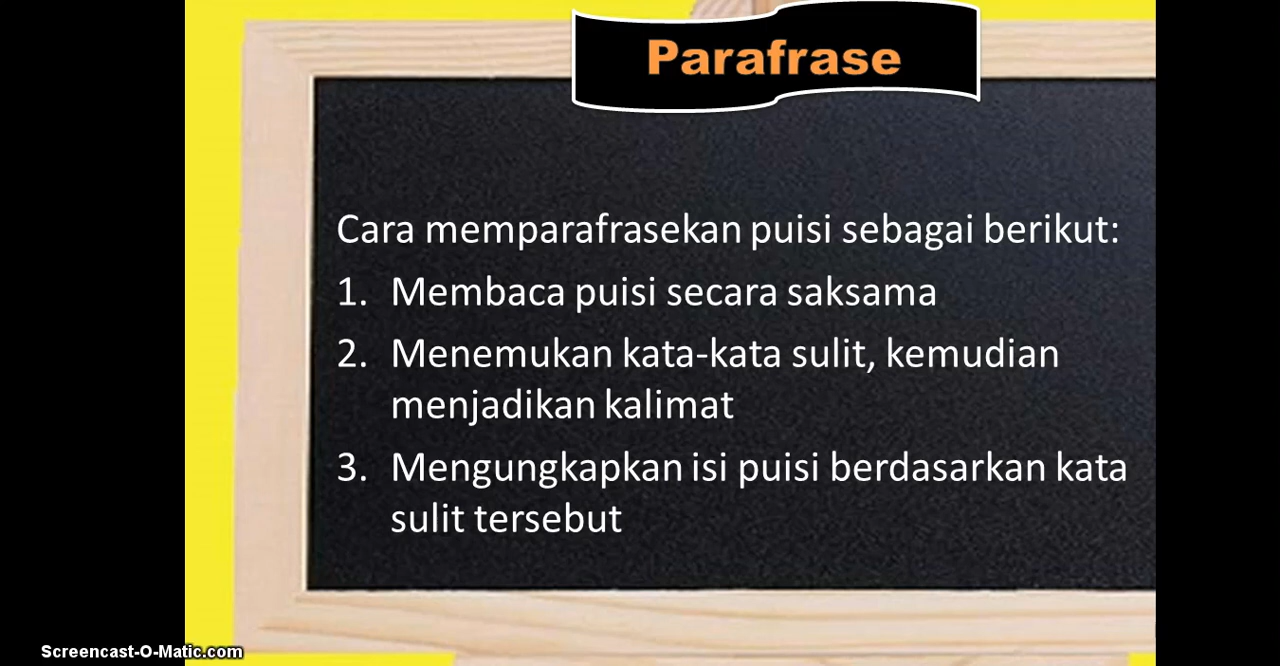 Parafrase
Cara memparafrasekan puisi sebagai berikut:
1. Membaca puisi secara saksama
2. Menemukan kata-kata sulit, kemudian
menjadikan kalimat
3. Mengungkapkan isi puisi berdasarkan kata
sulit tersebut
Screencast-O-Matic.com